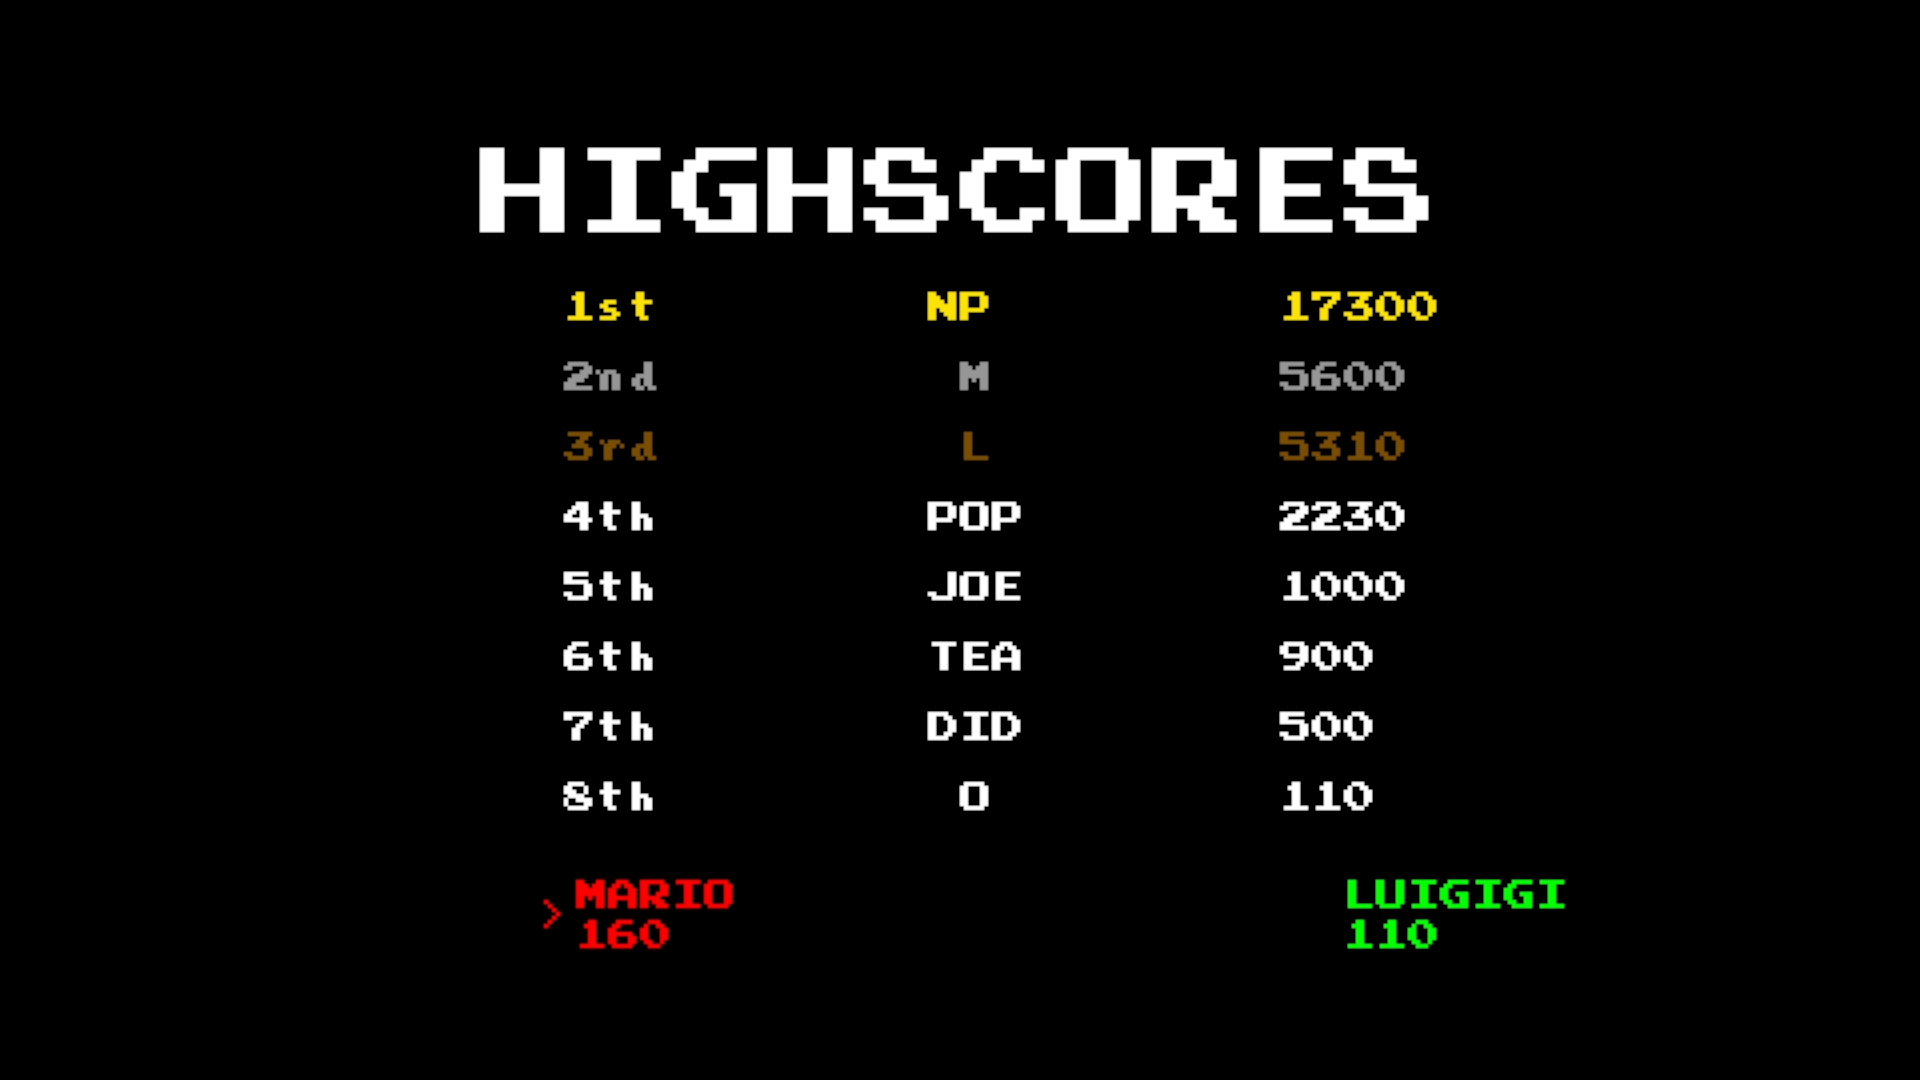 HIGHSCORES
1st NP 17300
2nd M 5600
3rd L 5310
4th POP 2230
5th JOE 1000
6th TEA 900
7th DID 500
8th O 110
> MARIO LUIGIGI
160 110